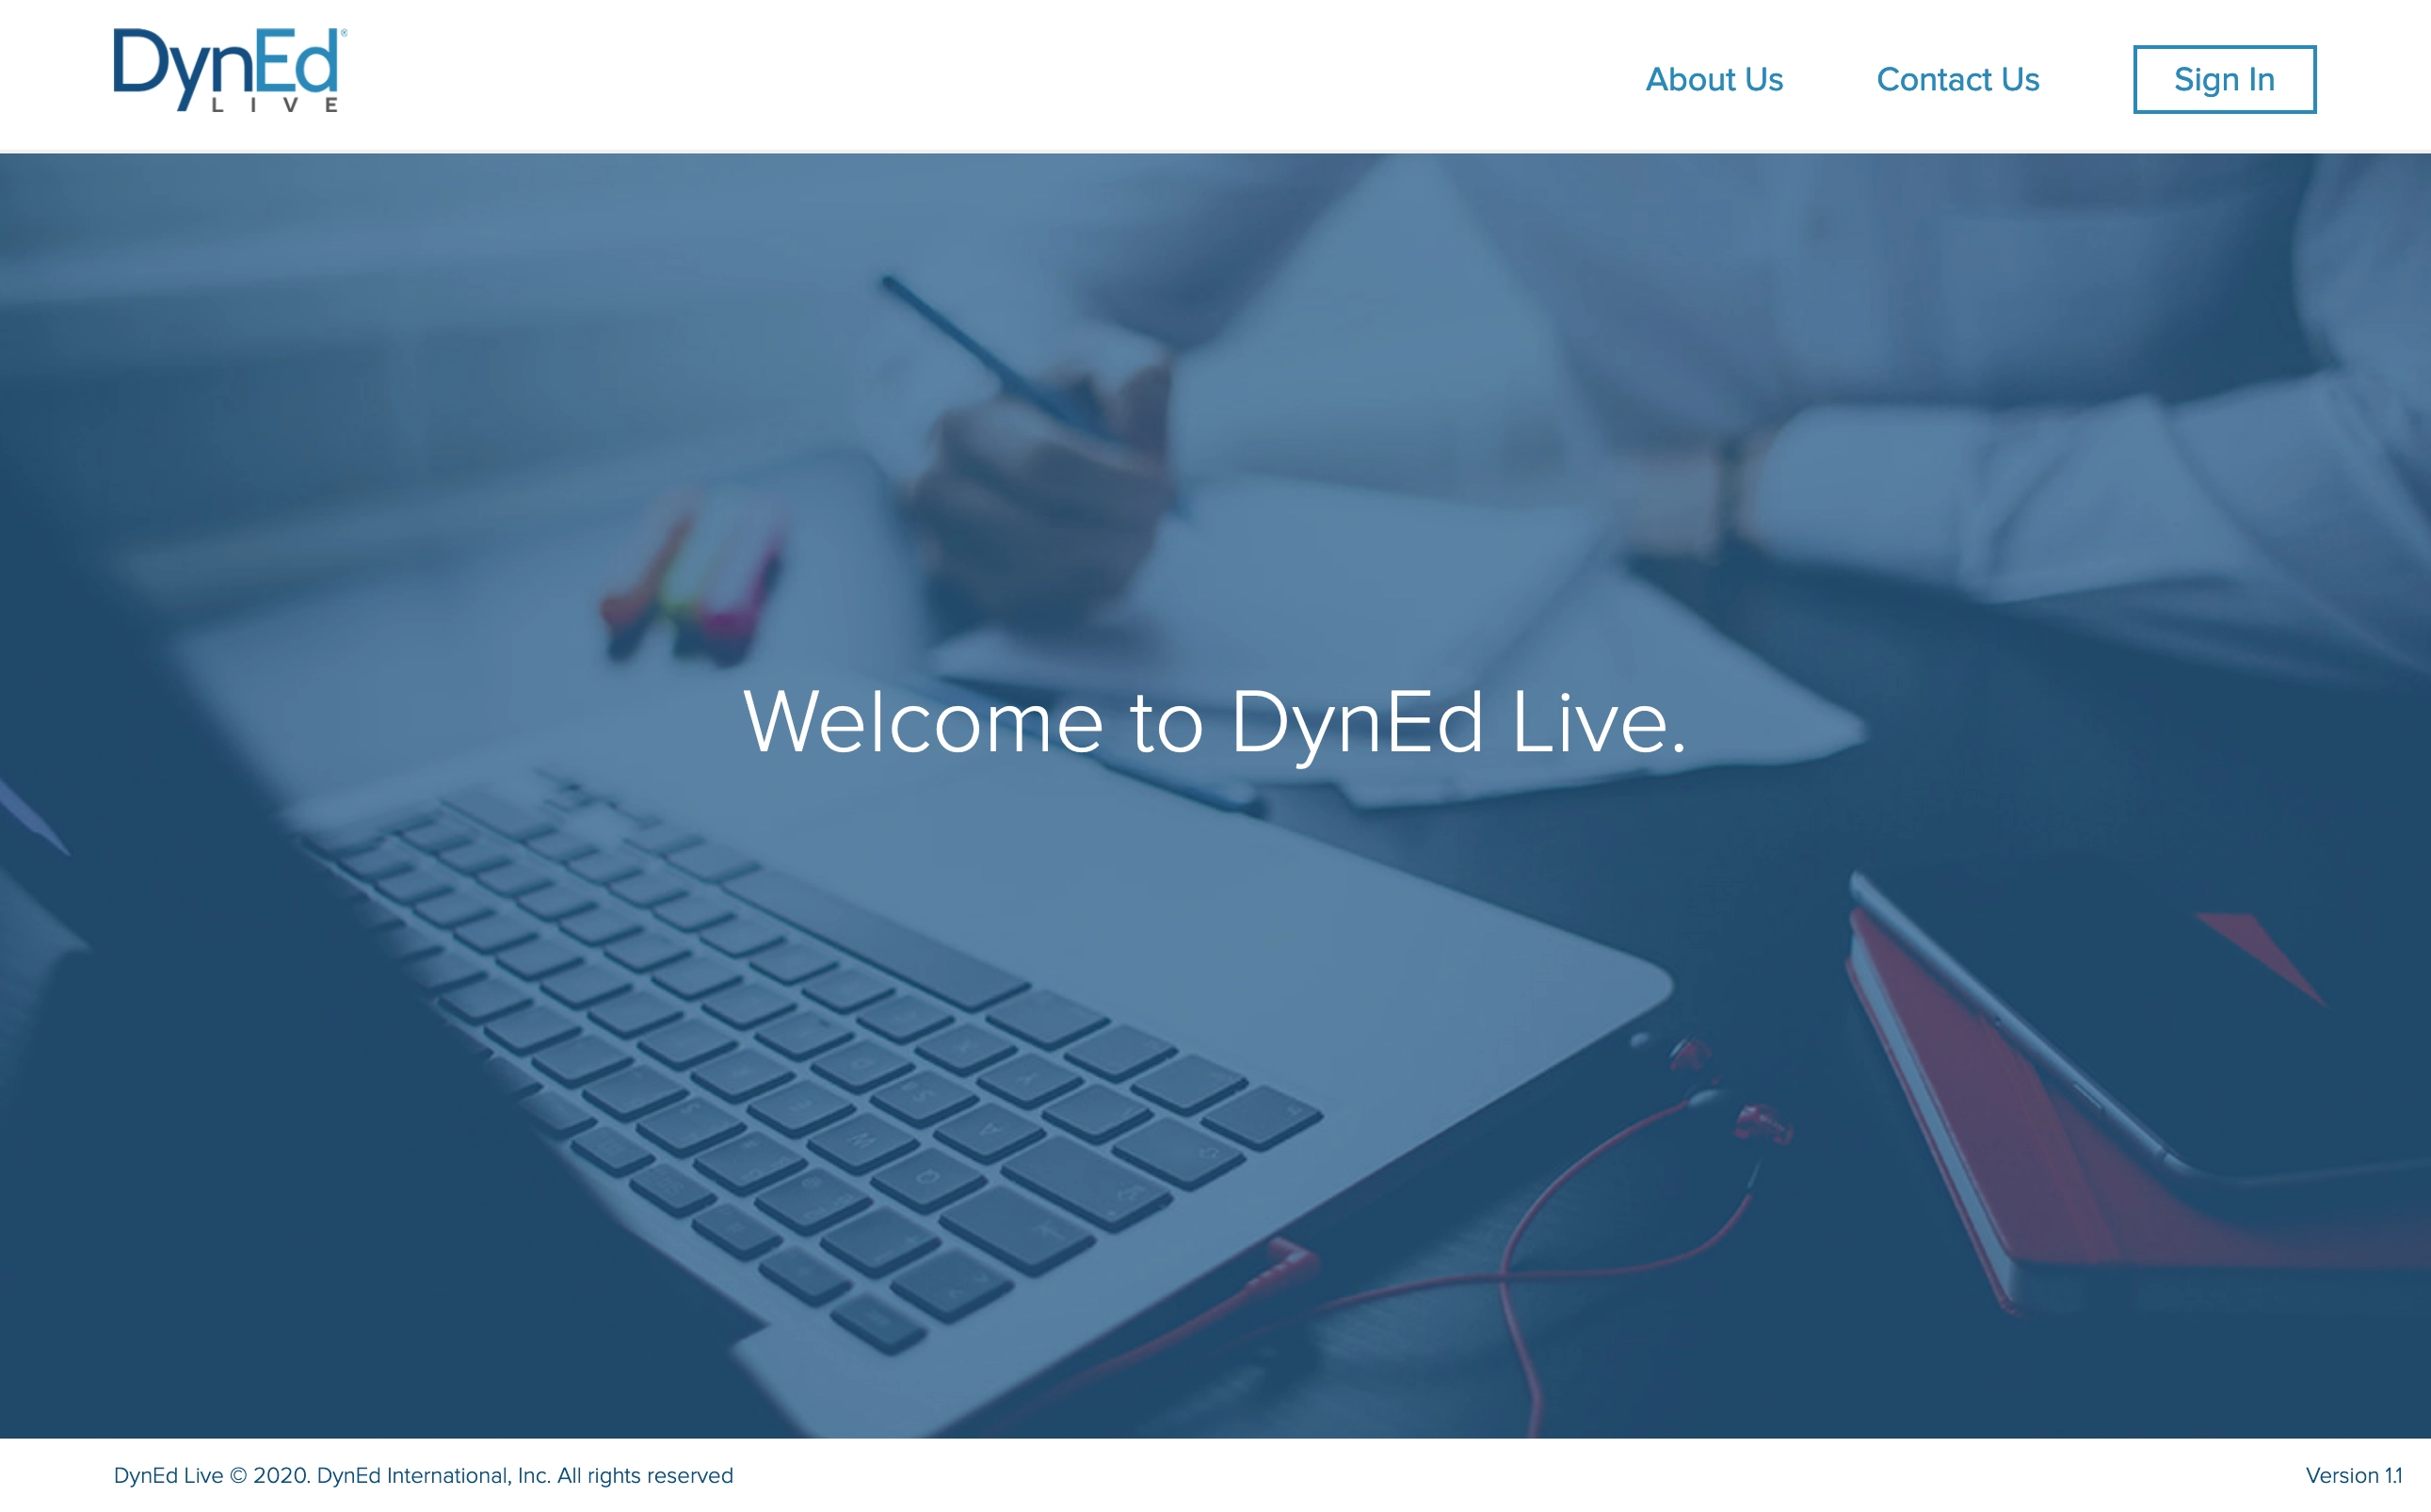 DynEd®
LIVE
About Us
Contact Us
Sign In
Welcome to DynEd Live.
DynEd Live © 2020. DynEd International, Inc. All rights reserved
Version 1.1